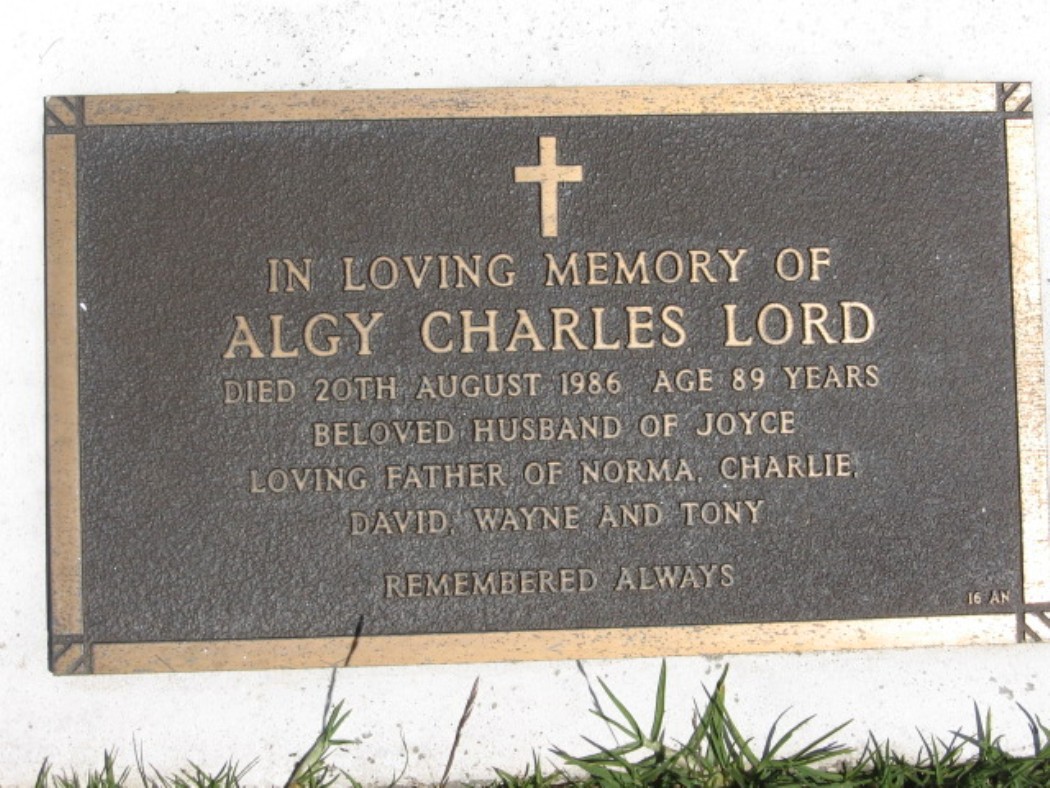 IN LOVING MEMORY OF
ALGY CHARLES LORD
DIED 20TH AUGUST 1986 AGE 89 YEARS
BELOVED HUSBAND OF JOYCE
LOVING FATHER OF NORMA, CHARLIE,
DAVID, WAYNE AND TONY
REMEMBERED ALWAYS
16 AN